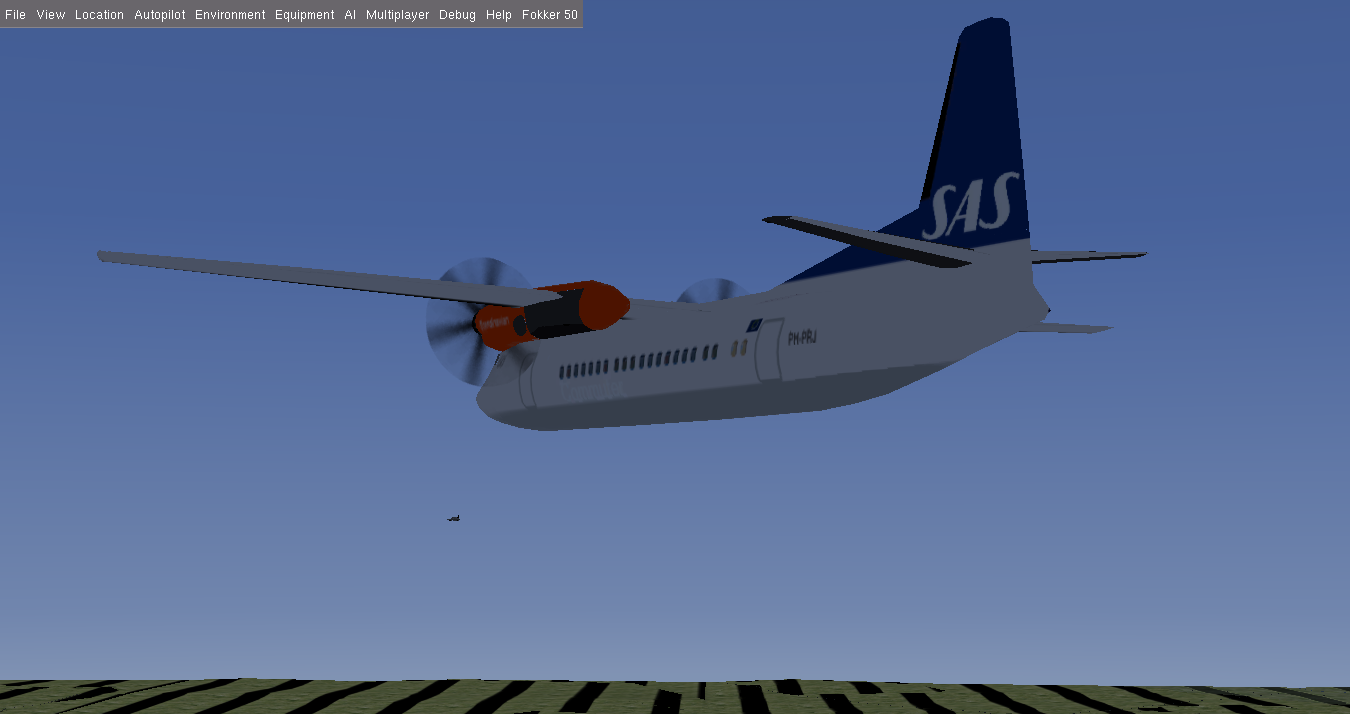 File View Location Autopilot Environment Equipment AI Multiplayer Debug Help Fokker 50
SAS
PH-PRJ